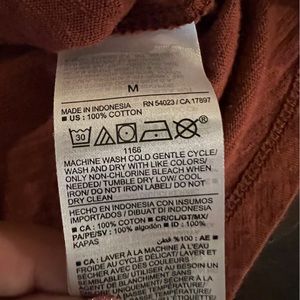 M
MADE IN INDONESIA RN 54023 / CA 17897
■ US : 100% COTTON
30
1166
MACHINE WASH COLD GENTLE CYCLE/
WASH AND DRY WITH LIKE COLORS/
ONLY NON-CHLORINE BLEACH WHEN
NEEDED/ TUMBLE DRY LOW/ COOL
IRON/ DO NOT IRON LABEL/ DO NOT
DRY CLEAN
HECHO EN INDONESIA CON INSUMOS
IMPORTADOS / DIBUAT DI INDONESIA
■ CA : 100% COTON ■ CR/CL/GT/MX/
PA/PE/SV: 100% algodón ■ ID : 100%
KAPAS
■ CA : LAVER À LA MACHINE À L'EAU
FROIDE AU CYCLE DÉLICAT/ LAVER ET